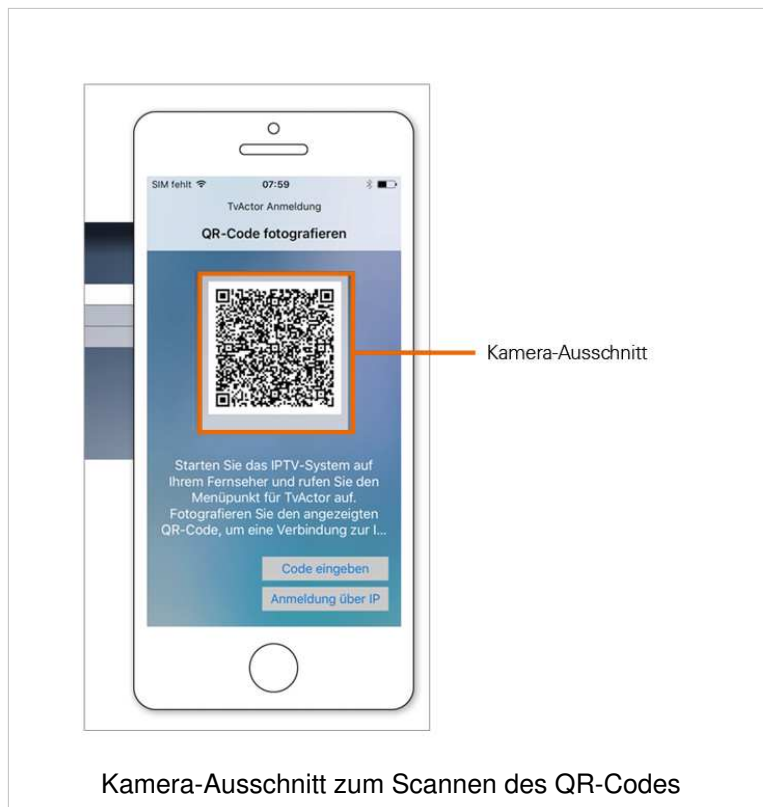 SIM fehlt 07:59
TvActor Anmeldung
QR-Code fotografieren
Kamera-Ausschnitt
Starten Sie das IPTV-System auf
Ihrem Fernseher und rufen Sie den
Menüpunkt für TvActor auf.
Fotografieren Sie den angezeigten
QR-Code, um eine Verbindung zur I...
Code eingeben
Anmeldung über IP
Kamera-Ausschnitt zum Scannen des QR-Codes